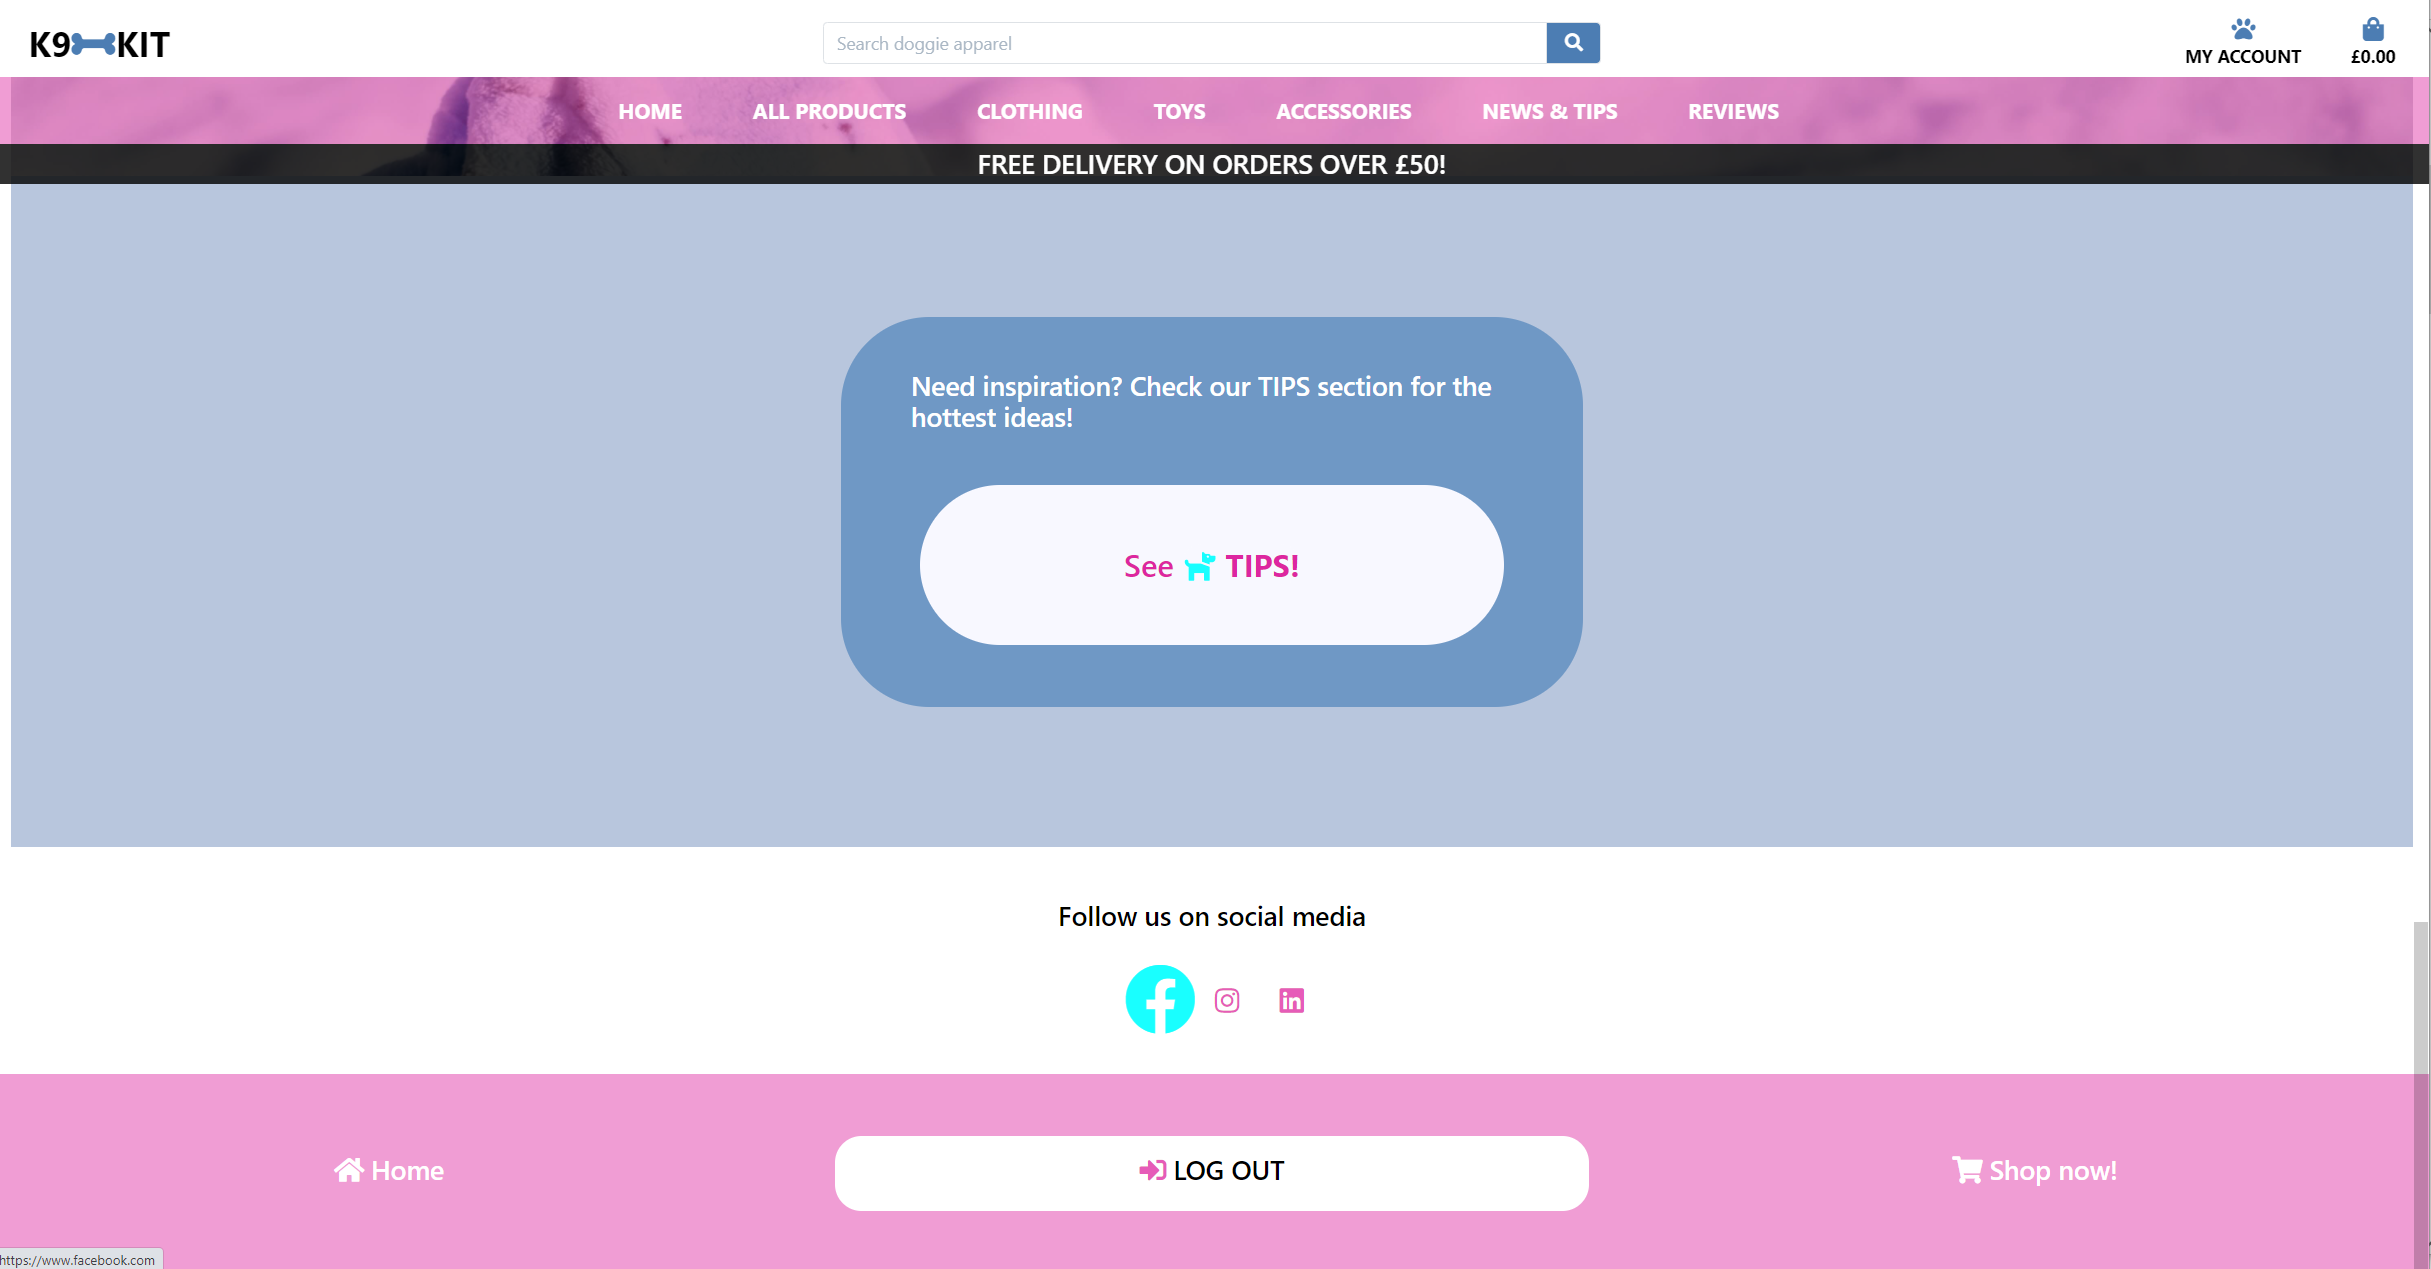 K9 KIT
Search doggie apparel
MY ACCOUNT
£0.00
HOME ALL PRODUCTS CLOTHING TOYS ACCESSORIES NEWS & TIPS REVIEWS
FREE DELIVERY ON ORDERS OVER £50!
Need inspiration? Check our TIPS section for the
hottest ideas!
See TIPS!
Follow us on social media
Home
LOG OUT
Shop now!
https://www.facebook.com